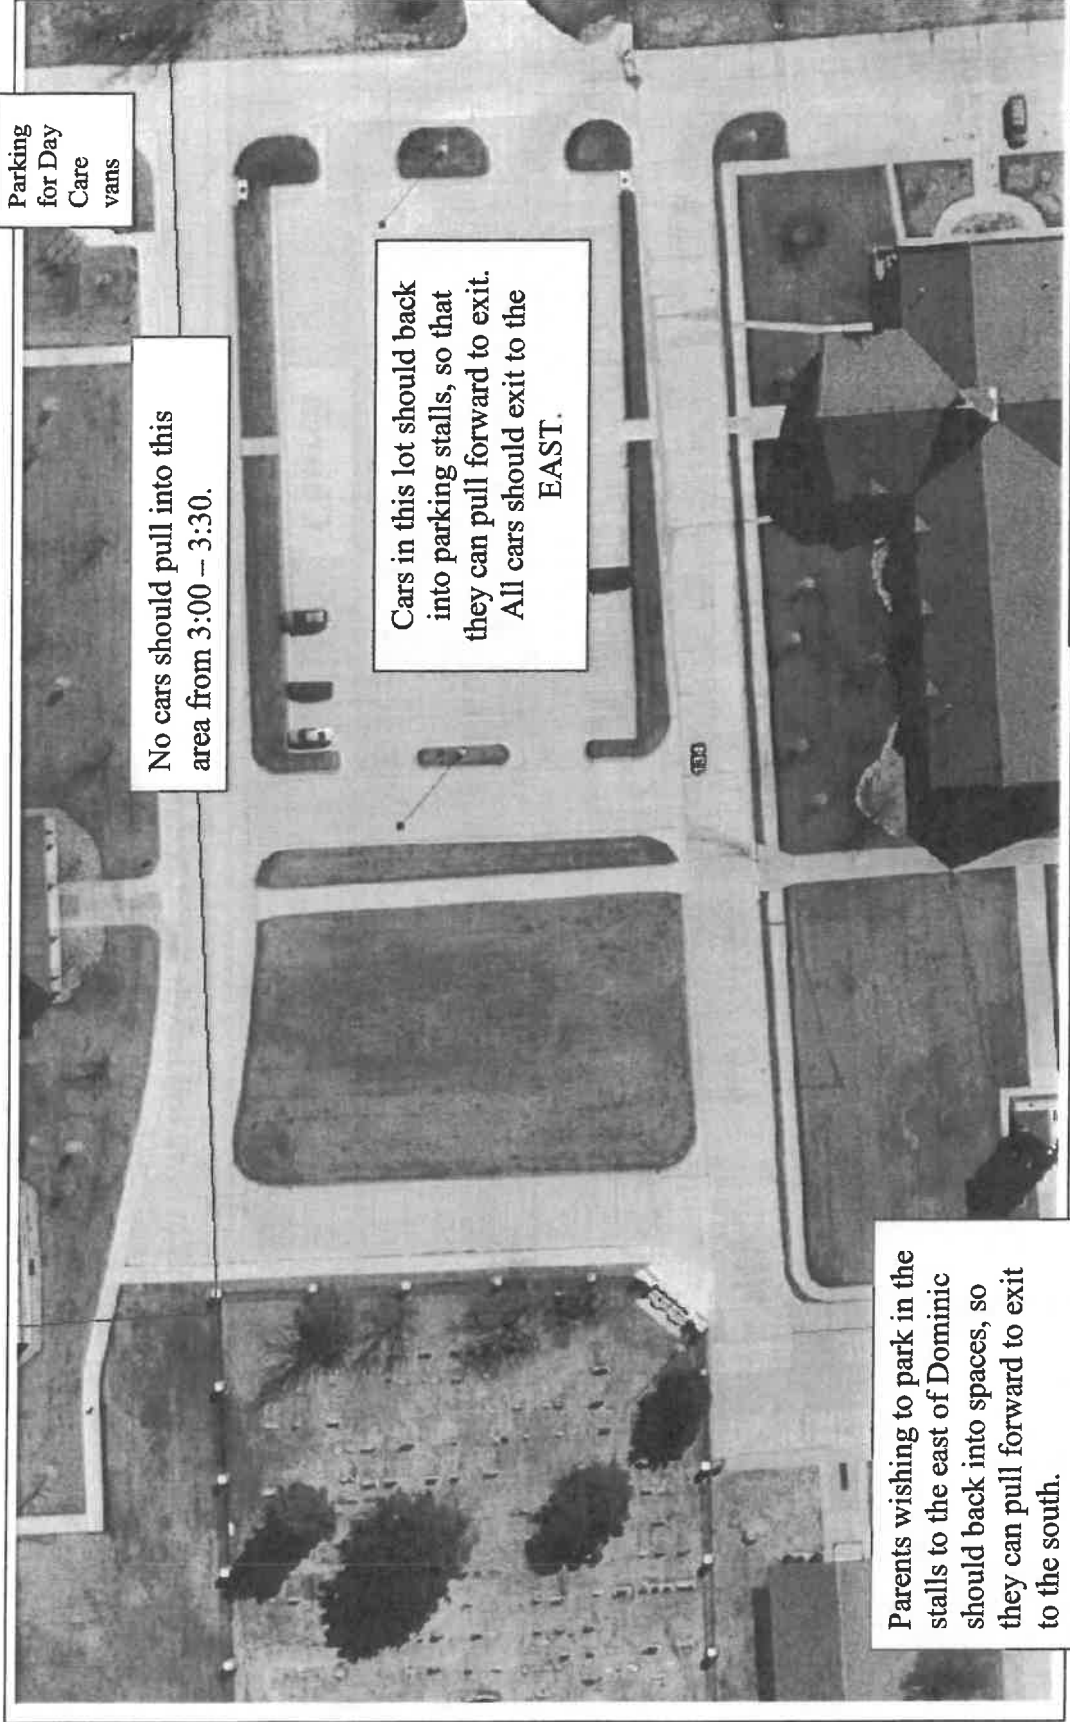 Parking
for Day
Care
vans
No cars should pull into this
area from 3:00 – 3:30.
Cars in this lot should back
into parking stalls, so that
they can pull forward to exit.
All cars should exit to the
EAST.
Parents wishing to park in the
stalls to the east of Dominic
should back into spaces, so
they can pull forward to exit
to the south.